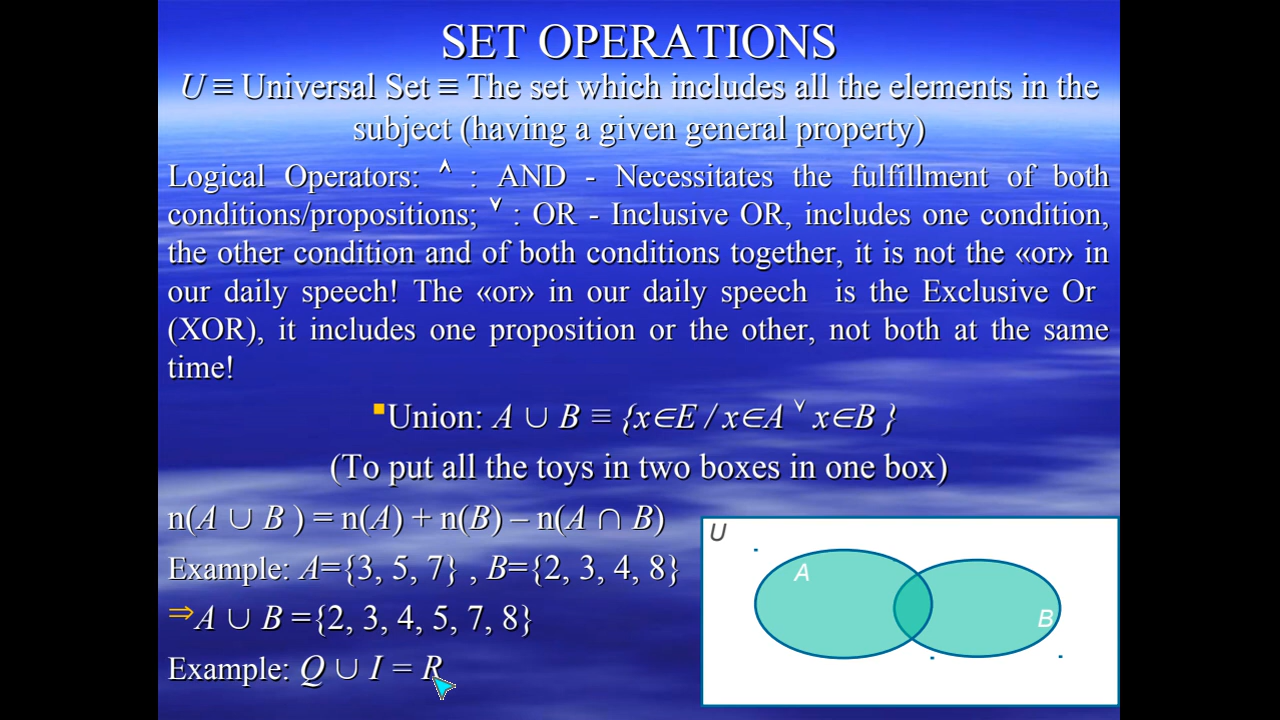 SET OPERATIONS
U ≡ Universal Set ≡ The set which includes all the elements in the
subject (having a given general property)
Logical Operators: ^ : AND - Necessitates the fulfillment of both
conditions/propositions; ˅ : OR - Inclusive OR, includes one condition,
the other condition and of both conditions together, it is not the «or» in
our daily speech! The «or» in our daily speech is the Exclusive Or
(XOR), it includes one proposition or the other, not both at the same
time!
▪Union: A ∪ B ≡ {x∈E / x∈A ˅ x∈B }
(To put all the toys in two boxes in one box)
n(A ∪ B ) = n(A) + n(B) – n(A ∩ B)
Example: A={3, 5, 7} , B={2, 3, 4, 8}
⇒A ∪ B ={2, 3, 4, 5, 7, 8}
Example: Q ∪ I = R
U
A
B